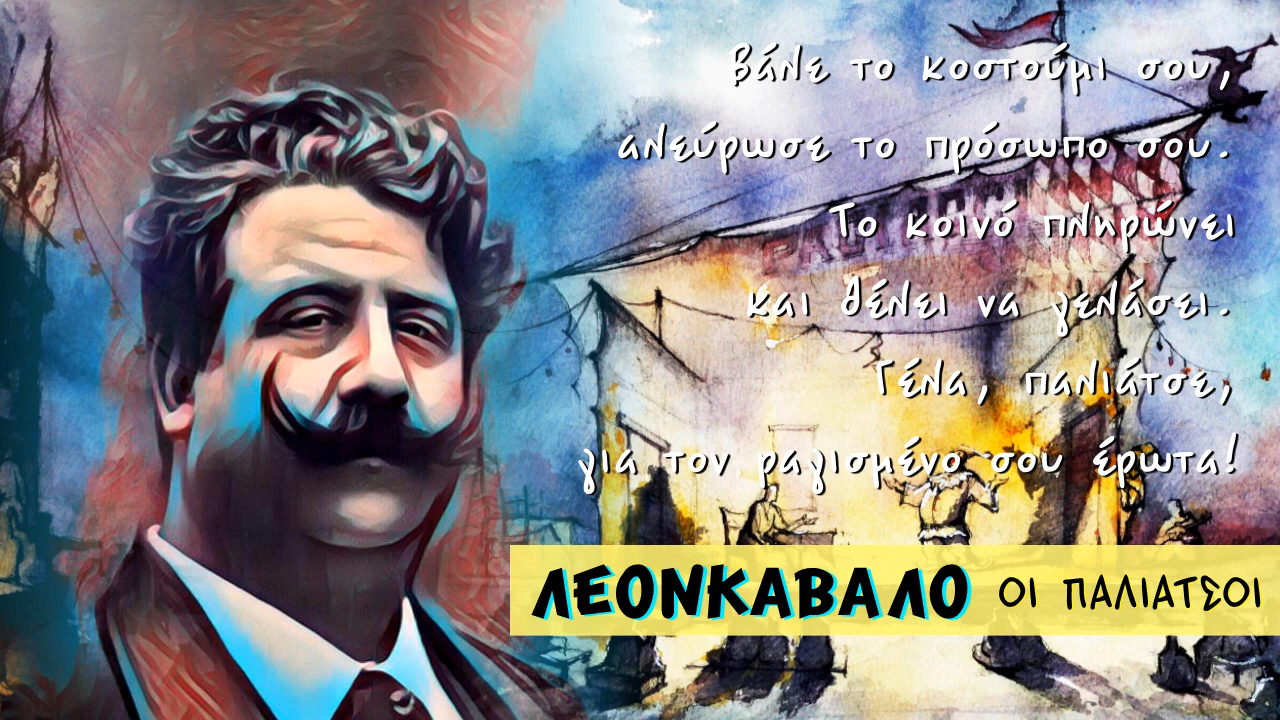 Βάλε το κοστούμι σου,
αλεύρωσε το πρόσωπο σου.
Το κοινό πληρώνει
και θέλει να γελάσει.
Γέλα, παλιάτσε,
για τον ραγισμένο σου έρωτα!
ΛΕΟΝΚΑΒΑΛΟ ΟΙ ΠΑΛΙΑΤΣΟΙ